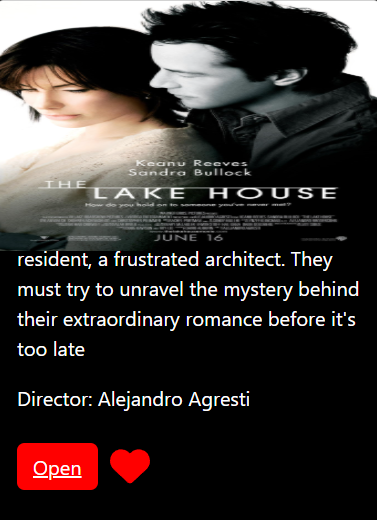 Keanu Reeves
Sandra Bullock
THE LAKE HOUSE
How do you hold on to someone you've never met?
JUNE 16
resident, a frustrated architect. They
must try to unravel the mystery behind
their extraordinary romance before it's
too late
Director: Alejandro Agresti
Open